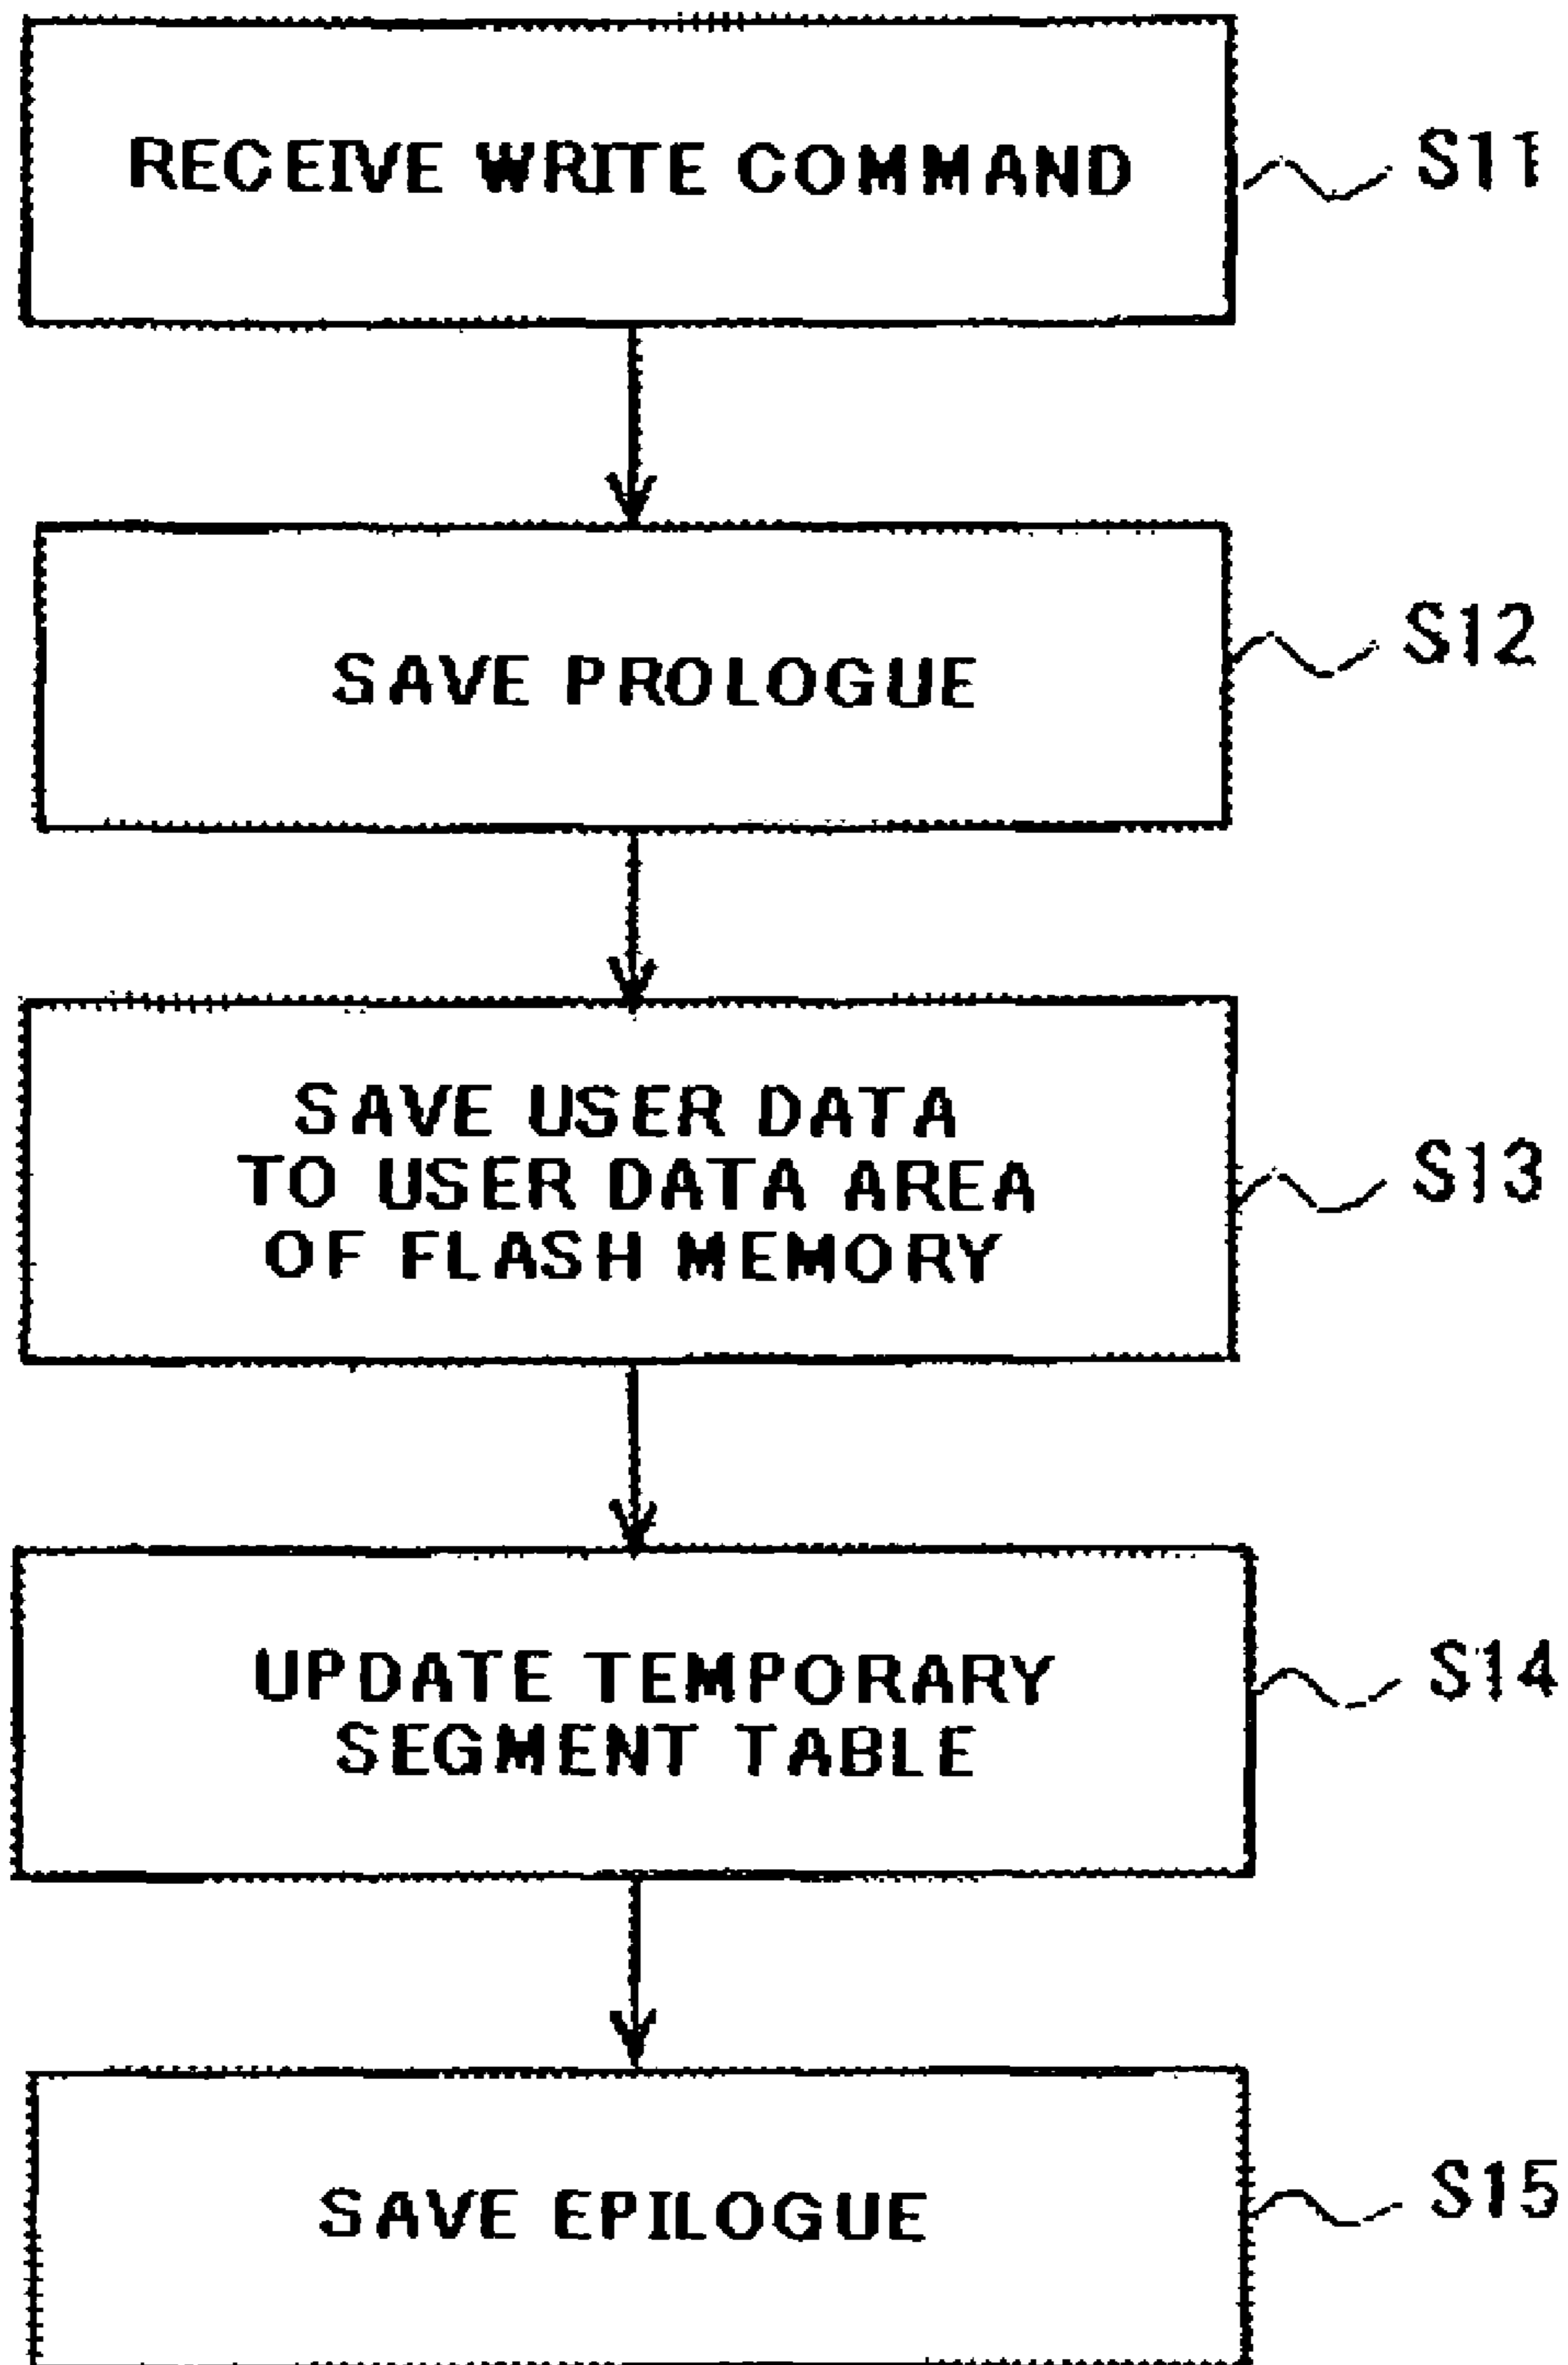 RECEIVE WRITE COMMAND
S11
SAVE PROLOGUE
S12
SAVE USER DATA
TO USER DATA AREA
OF FLASH MEMORY
S13
UPDATE TEMPORARY
SEGMENT TABLE
S14
SAVE EPILOGUE
S15